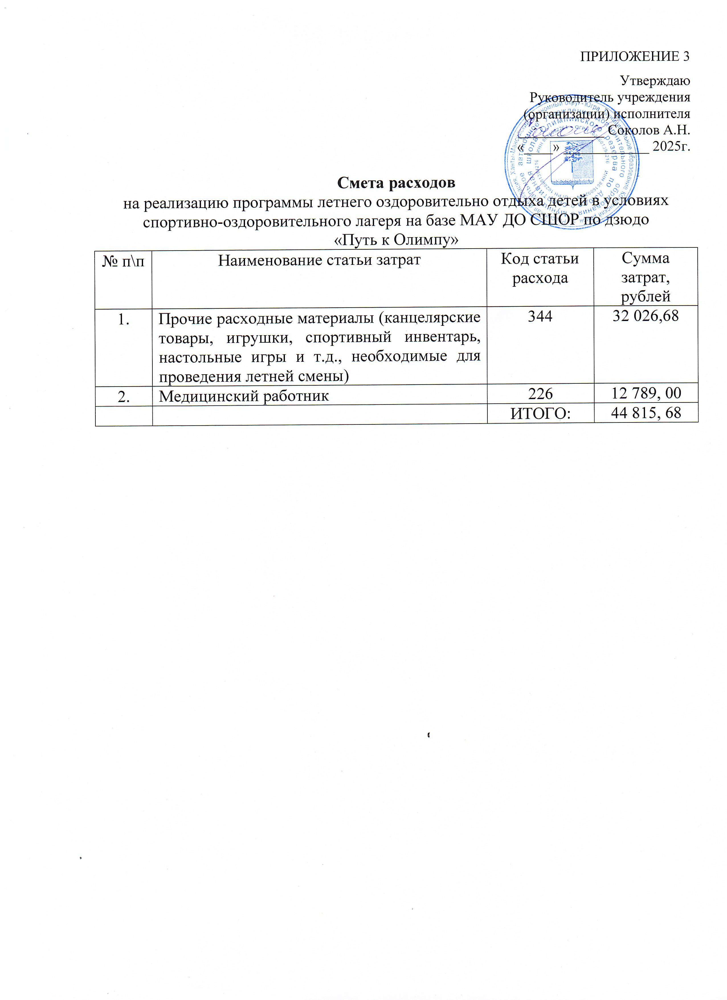 ПРИЛОЖЕНИЕ 3
Утверждаю
Руководитель учреждения
(организации) исполнителя
____________ Соколов А.Н.
«____» ____________ 2025г.
Смета расходов
на реализацию программы летнего оздоровительно отдыха детей в условиях
спортивно-оздоровительного лагеря на базе МАУ ДО СШОР по дзюдо
«Путь к Олимпу»
№ п\п Наименование статьи затрат Код статьи расхода Сумма затрат, рублей
1. Прочие расходные материалы (канцелярские 344 32 026,68
товары, игрушки, спортивный инвентарь,
настольные игры и т.д., необходимые для
проведения летней смены)
2. Медицинский работник 226 12 789, 00
ИТОГО: 44 815, 68